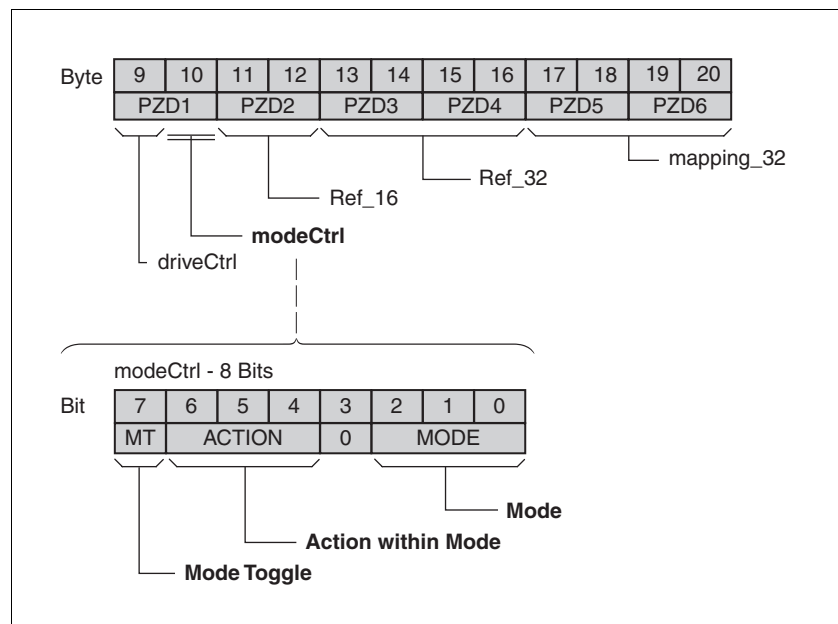 Byte 9 10 11 12 13 14 15 16 17 18 19 20
PZD1 PZD2 PZD3 PZD4 PZD5 PZD6
mapping_32
Ref_32
Ref_16
modeCtrl
driveCtrl
modeCtrl - 8 Bits
Bit 7 6 5 4 3 2 1 0
MT ACTION 0 MODE
Mode
Action within Mode
Mode Toggle